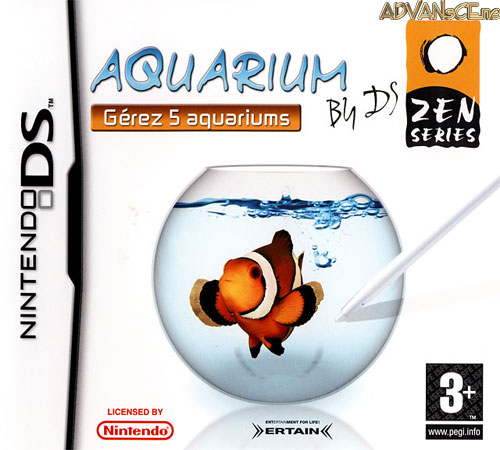 ADVANsCE.ne
AQUARIUM
By DS
Gérez 5 aquariums
ZEN
SERIES
NINTENDO DS™
LICENSED BY
Nintendo
ENTERTAINMENT FOR LIFE!
ERTAIN
3+
www.pegi.info